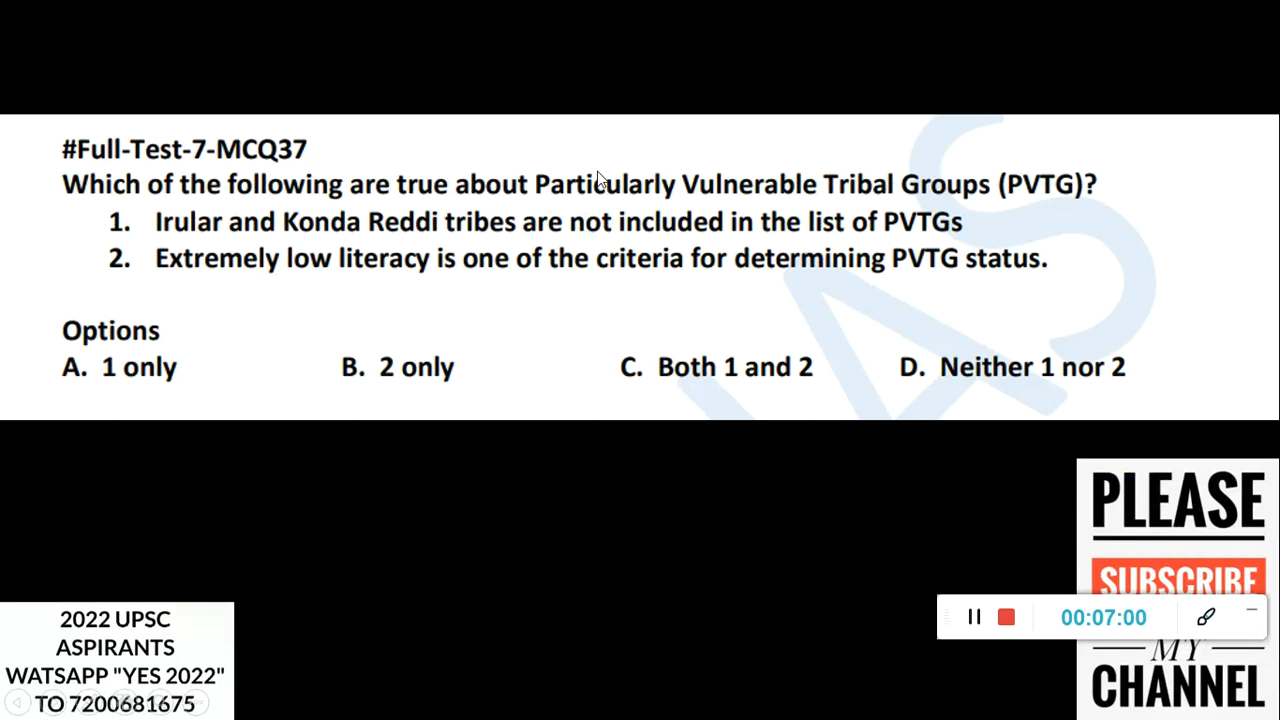 #Full-Test-7-MCQ37
Which of the following are true about Particularly Vulnerable Tribal Groups (PVTG)?
1. Irular and Konda Reddi tribes are not included in the list of PVTGs
2. Extremely low literacy is one of the criteria for determining PVTG status.
Options
A. 1 only B. 2 only C. Both 1 and 2 D. Neither 1 nor 2
IAS
PLEASE
SUBSCRIBE
00:07:00
MY
CHANNEL
2022 UPSC
ASPIRANTS
WATSAPP "YES 2022"
TO 7200681675